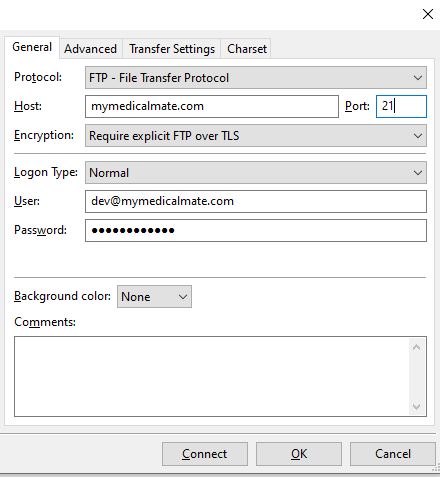 General Advanced Transfer Settings Charset
Protocol: FTP - File Transfer Protocol
Host: mymedicalmate.com Port: 21
Encryption: Require explicit FTP over TLS
Logon Type: Normal
User: dev@mymedicalmate.com
Password: ●●●●●●●●●●●●
Background color: None
Comments:
Connect OK Cancel